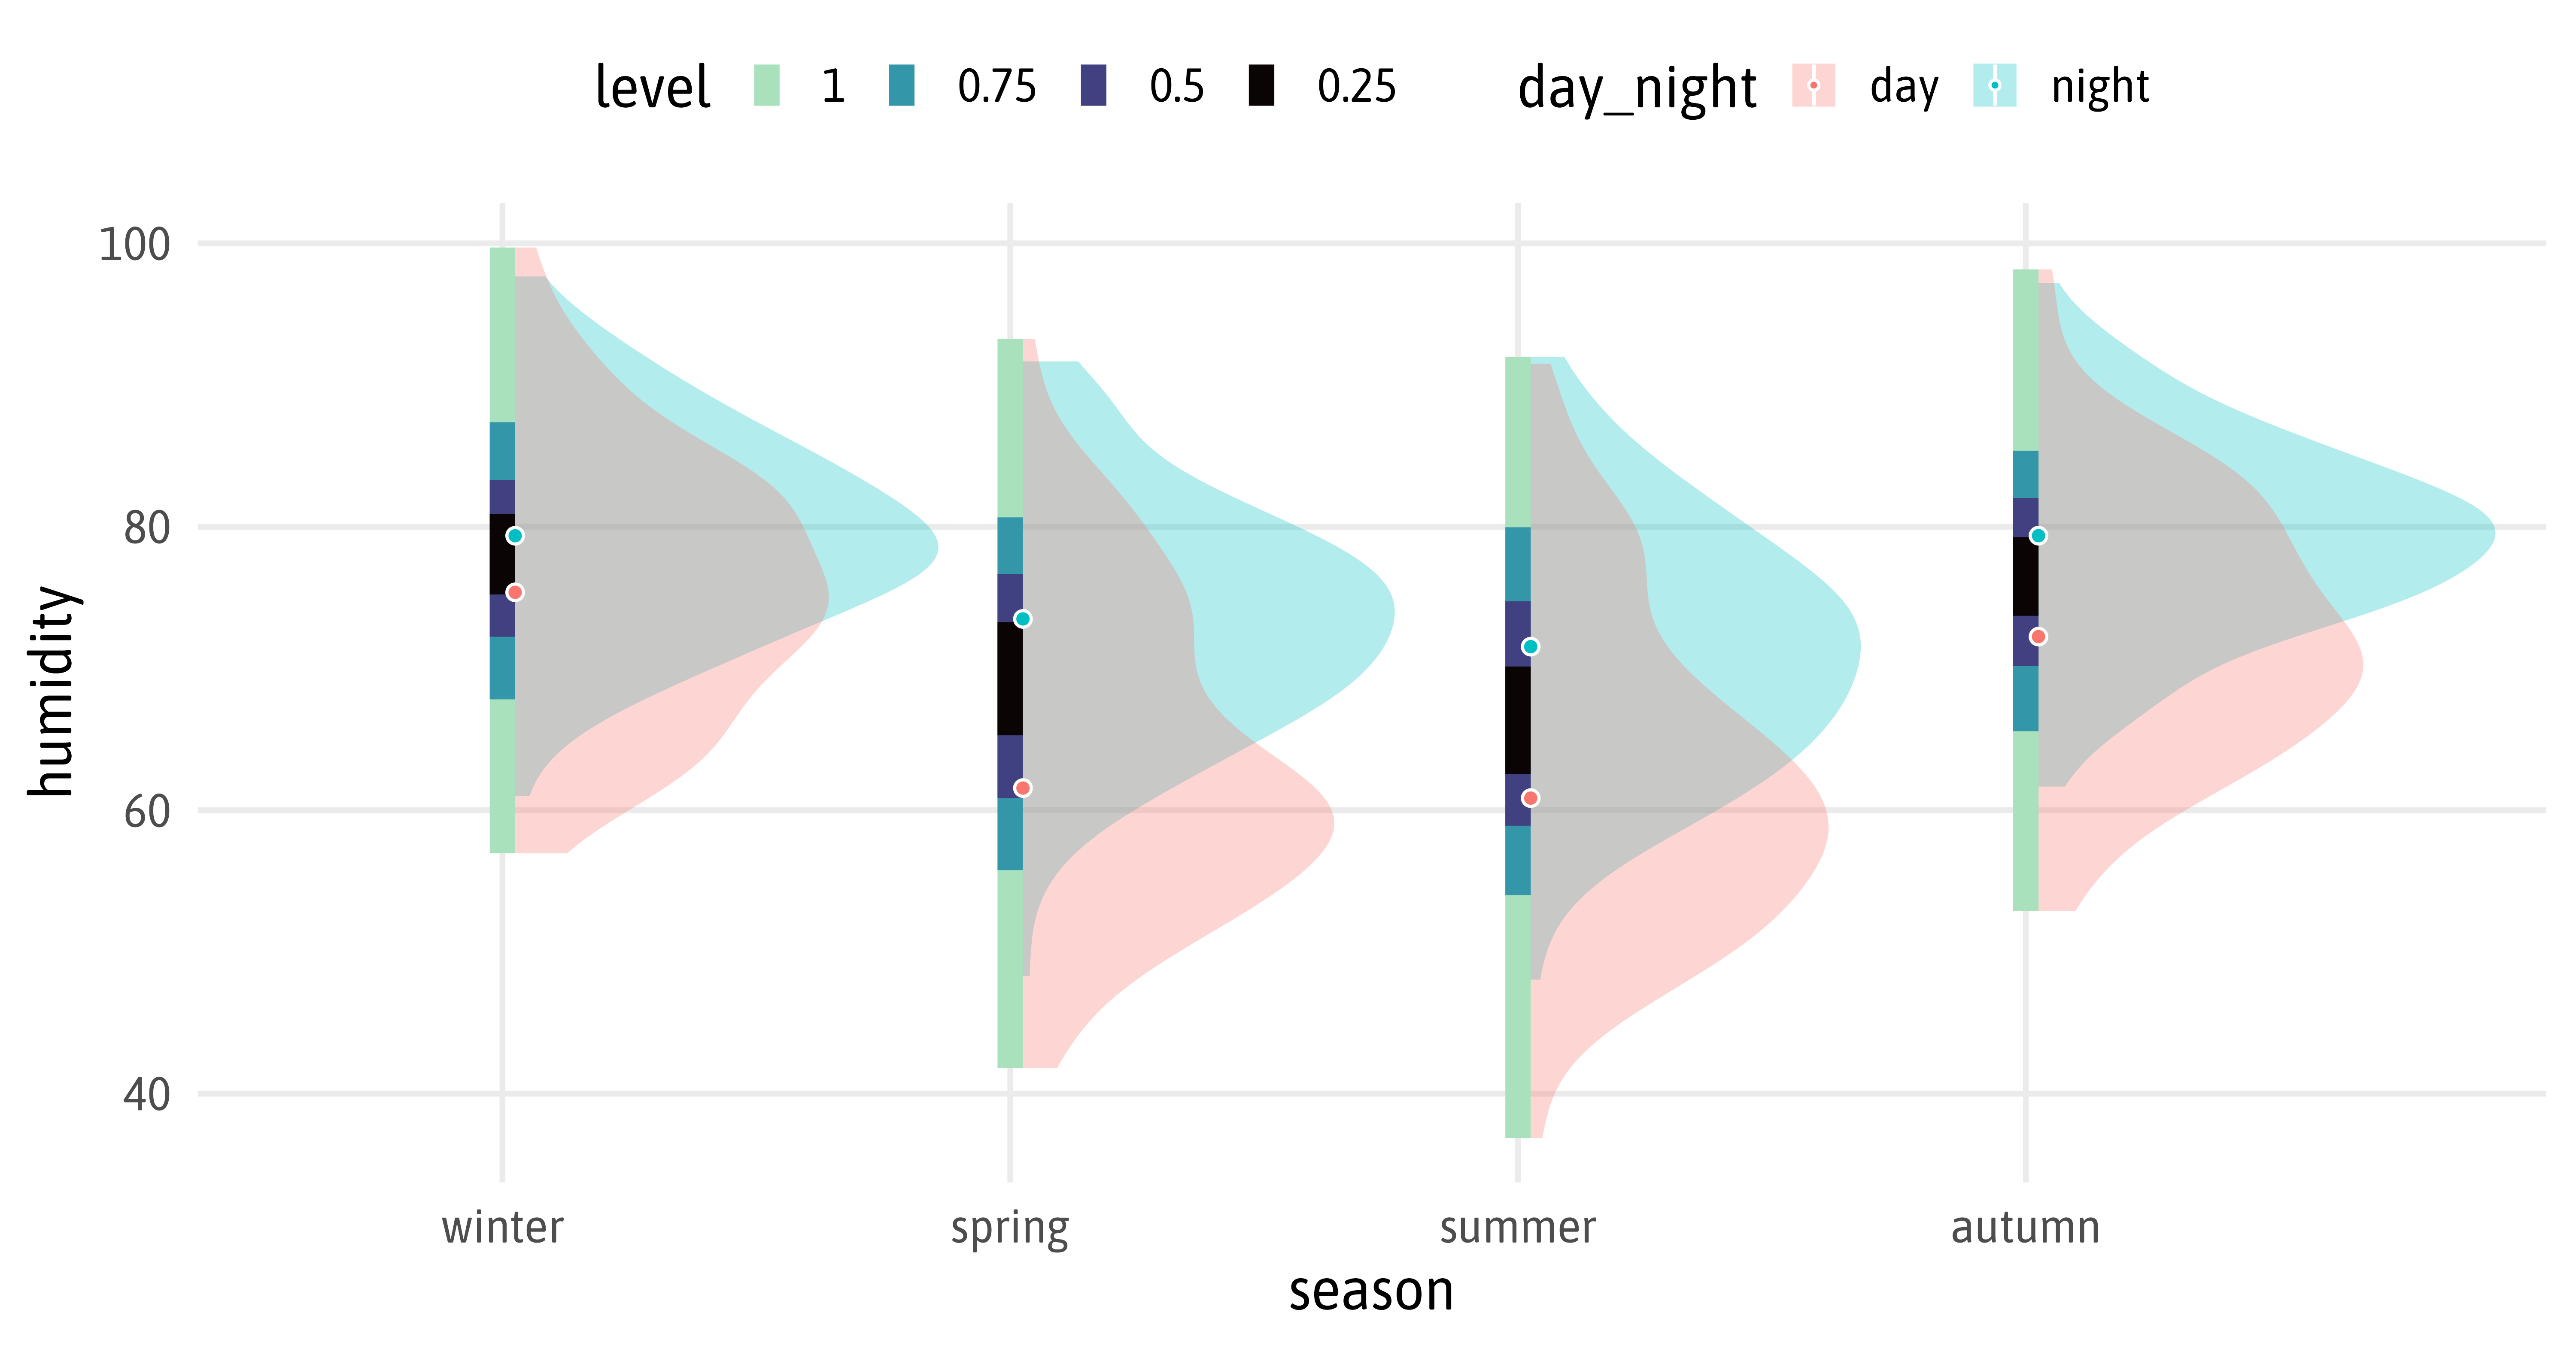 level 1 0.75 0.5 0.25 day_night day night
100
80
60
40
humidity
winter spring summer autumn
season